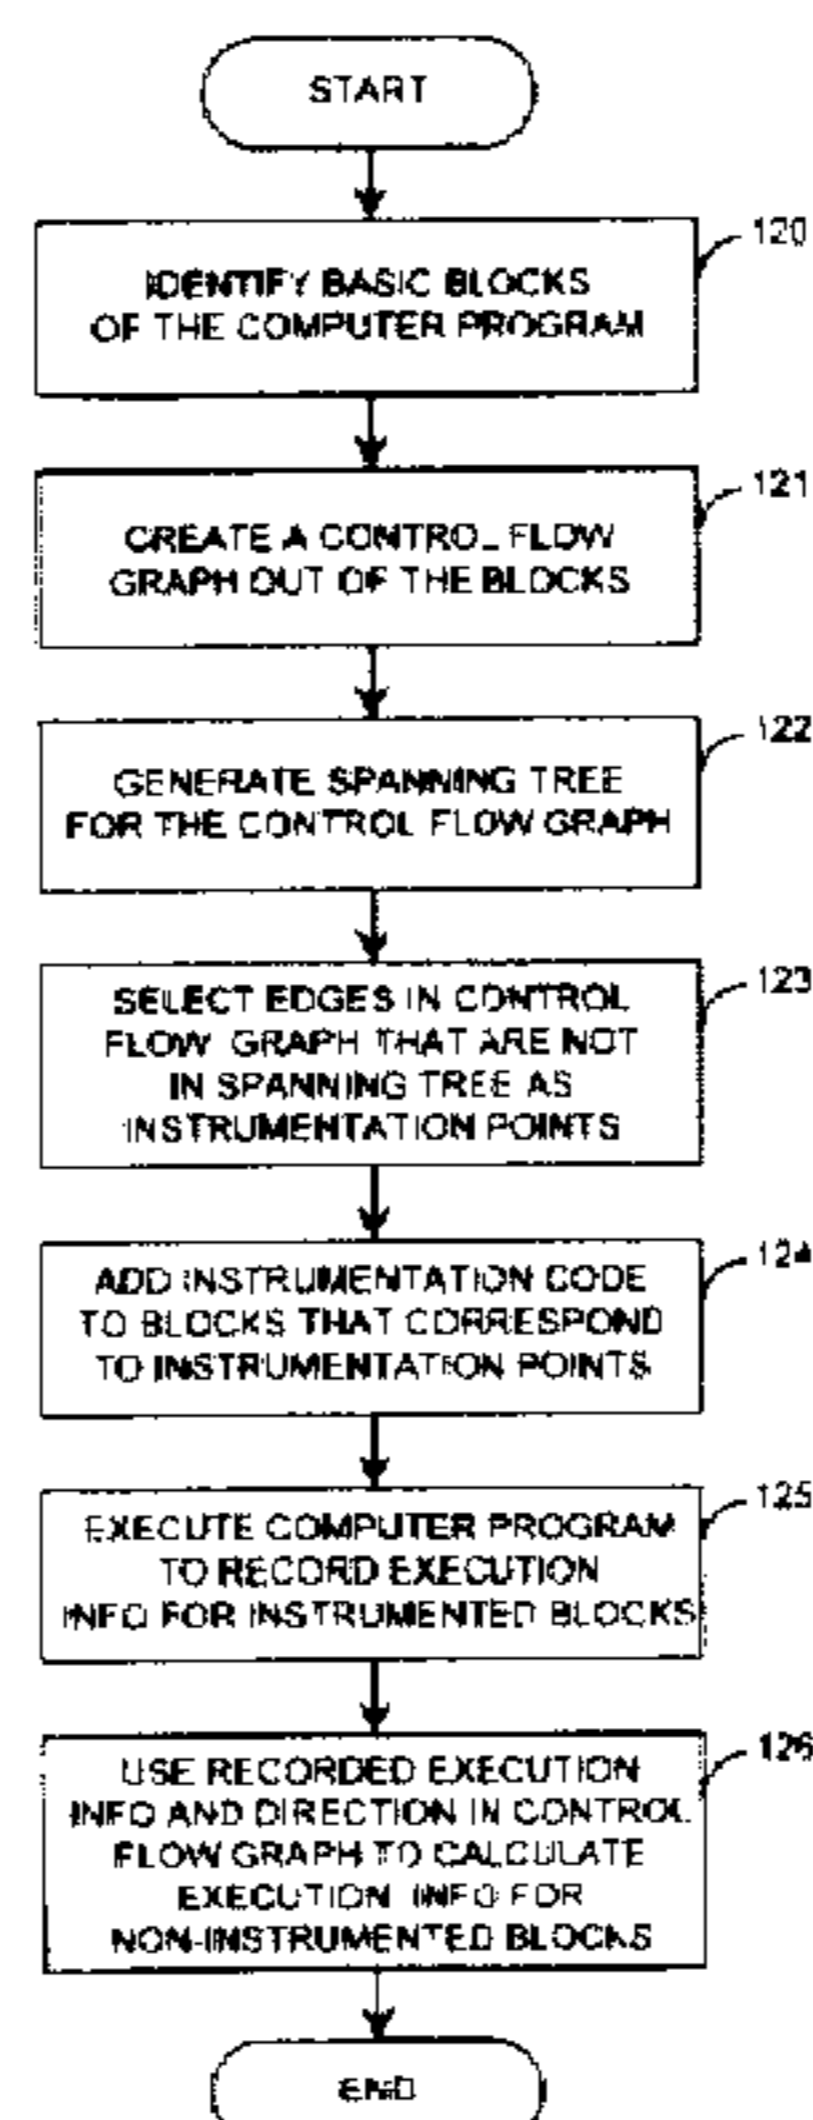 START
120
IDENTIFY BASIC BLOCKS
OF THE COMPUTER PROGRAM
121
CREATE A CONTROL FLOW
GRAPH OUT OF THE BLOCKS
122
GENERATE SPANNING TREE
FOR THE CONTROL FLOW GRAPH
123
SELECT EDGES IN CONTROL
FLOW GRAPH THAT ARE NOT
IN SPANNING TREE AS
INSTRUMENTATION POINTS
124
ADD INSTRUMENTATION CODE
TO BLOCKS THAT CORRESPOND
TO INSTRUMENTATION POINTS
125
EXECUTE COMPUTER PROGRAM
TO RECORD EXECUTION
INFO FOR INSTRUMENTED BLOCKS
126
USE RECORDED EXECUTION
INFO AND DIRECTION IN CONTROL
FLOW GRAPH TO CALCULATE
EXECUTION INFO FOR
NON-INSTRUMENTED BLOCKS
END